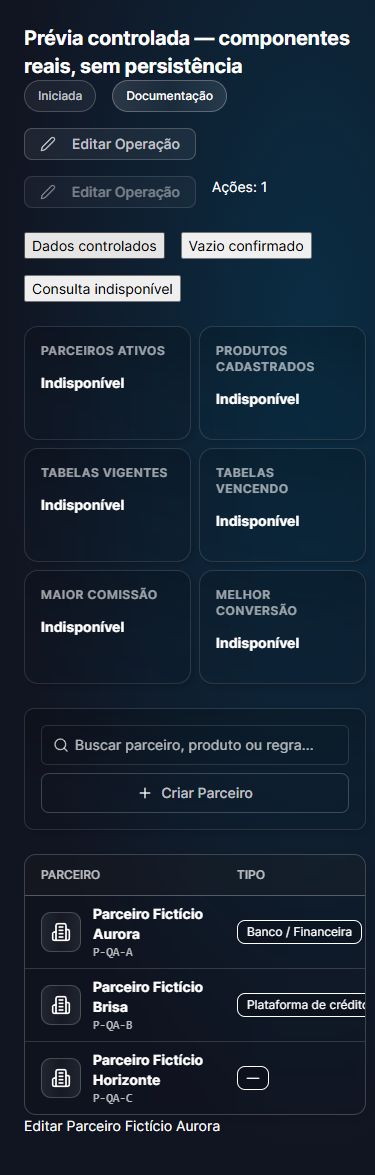 Prévia controlada — componentes
reais, sem persistência
Iniciada
Documentação
Editar Operação
Editar Operação
Ações: 1
Dados controlados
Vazio confirmado
Consulta indisponível
PARCEIROS ATIVOS
Indisponível
PRODUTOS
CADASTRADOS
Indisponível
TABELAS VIGENTES
Indisponível
TABELAS
VENCENDO
Indisponível
MAIOR COMISSÃO
Indisponível
MELHOR
CONVERSÃO
Indisponível
Buscar parceiro, produto ou regra...
Criar Parceiro
PARCEIRO
TIPO
Parceiro Fictício
Aurora
P-QA-A
Banco / Financeira
Parceiro Fictício
Brisa
P-QA-B
Plataforma de crédito
Parceiro Fictício
Horizonte
P-QA-C
—
Editar Parceiro Fictício Aurora